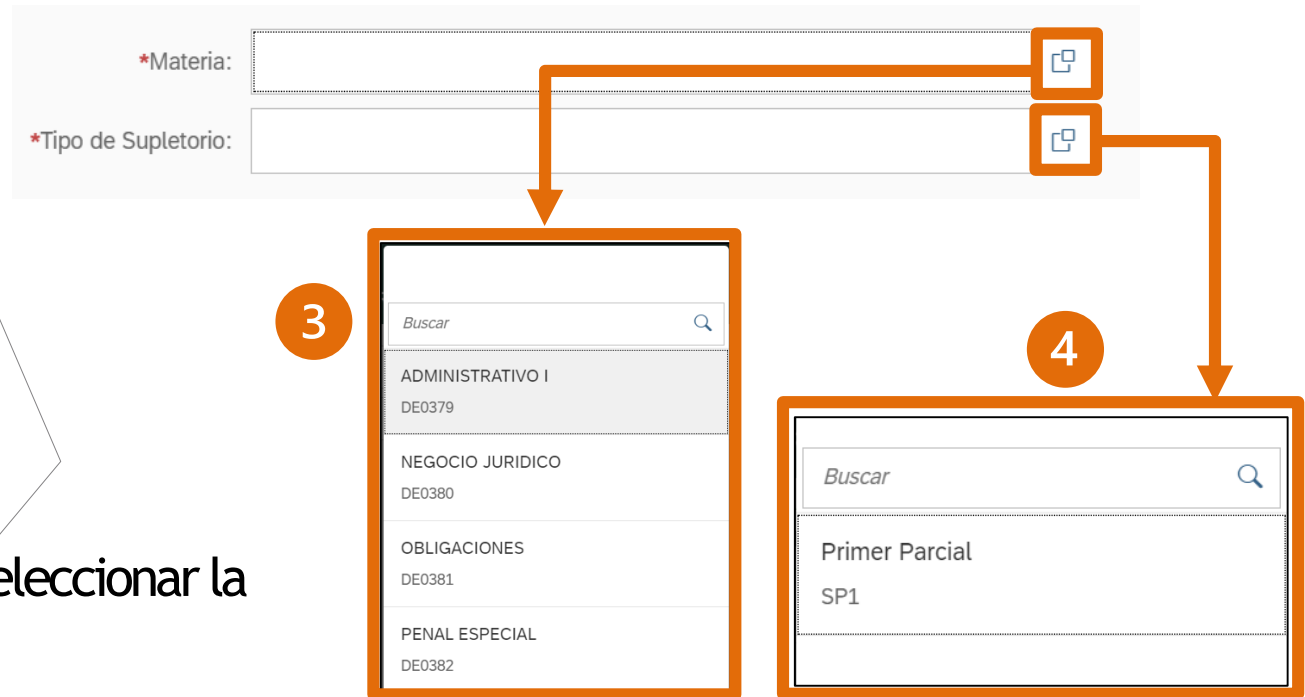 *Materia:
*Tipo de Supletorio:
3
Buscar
ADMINISTRATIVO I
DE0379
NEGOCIO JURIDICO
DE0380
OBLIGACIONES
DE0381
PENAL ESPECIAL
DE0382
4
Buscar
Primer Parcial
SP1
eleccionar la